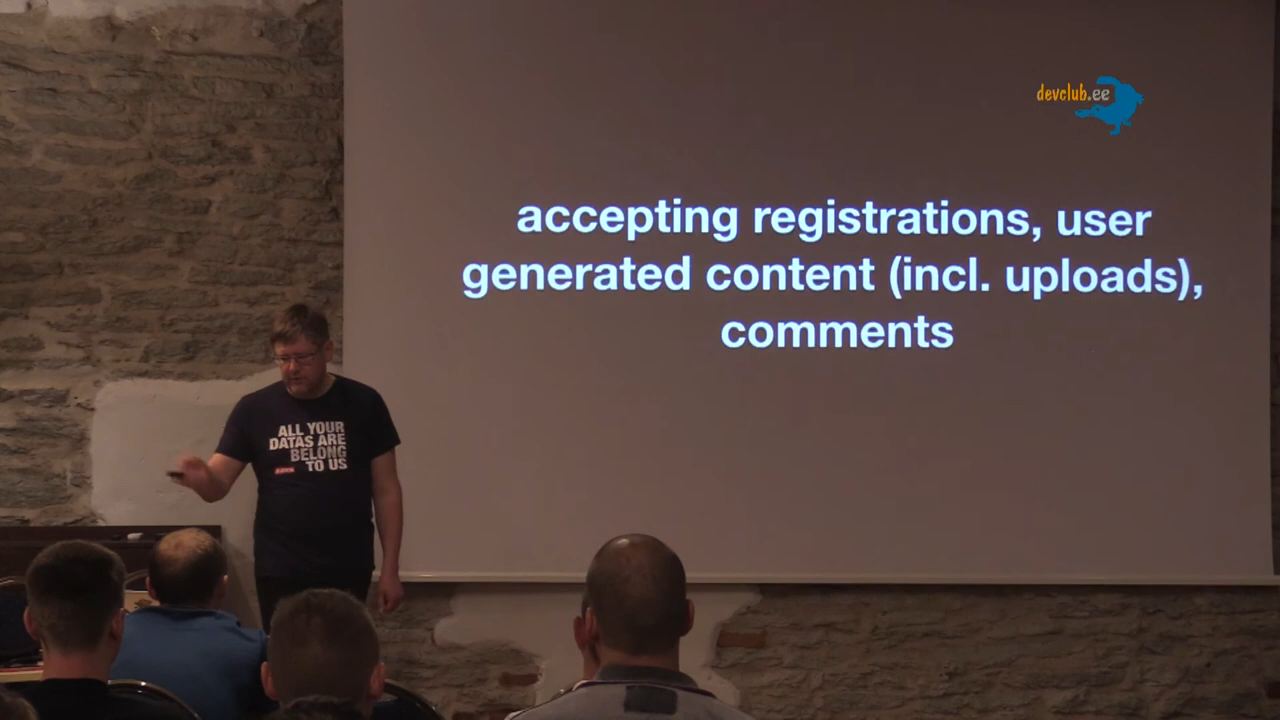 devclub.ee
accepting registrations, user
generated content (incl. uploads),
comments
ALL YOUR
DATAS ARE
BELONG
TO US